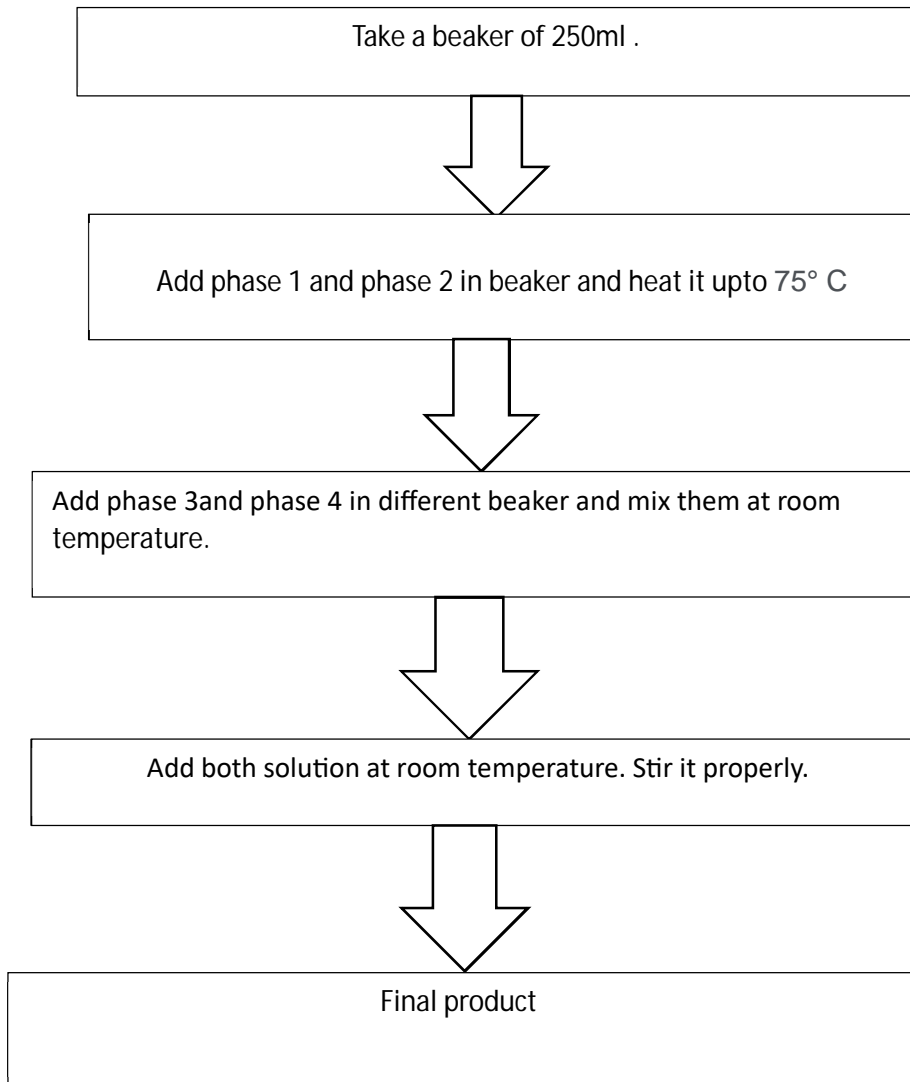 Take a beaker of 250ml .
Add phase 1 and phase 2 in beaker and heat it upto 75° C
Add phase 3and phase 4 in different beaker and mix them at room
temperature.
Add both solution at room temperature. Stir it properly.
Final product